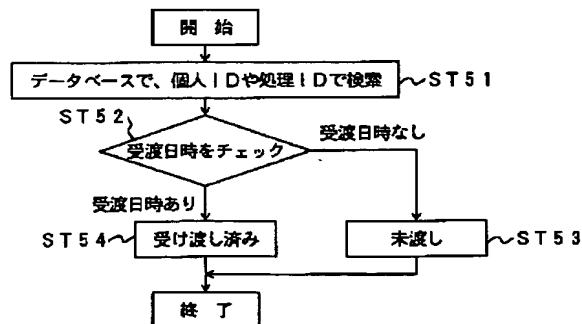 開始
データベースで、個人IDや処理IDで検索
ST51
ST52
受渡日時をチェック
受渡日時なし
受渡日時あり
ST54
受け渡し済み
未渡し
ST53
終了